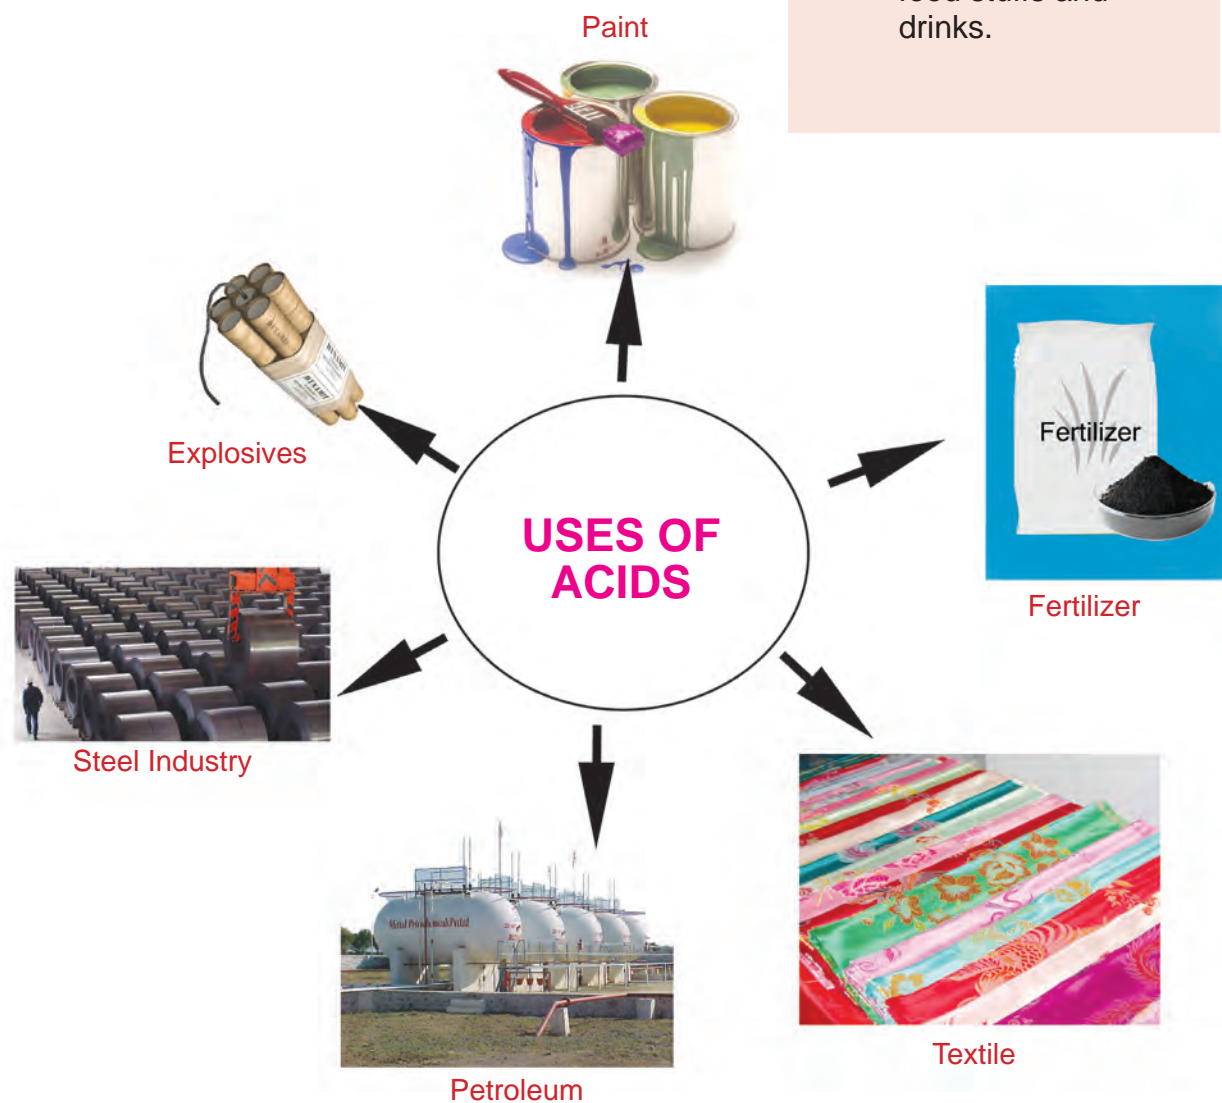 drinks.
Paint
Explosives
Fertilizer
USES OF
ACIDS
Fertilizer
Steel Industry
Textile
Petroleum